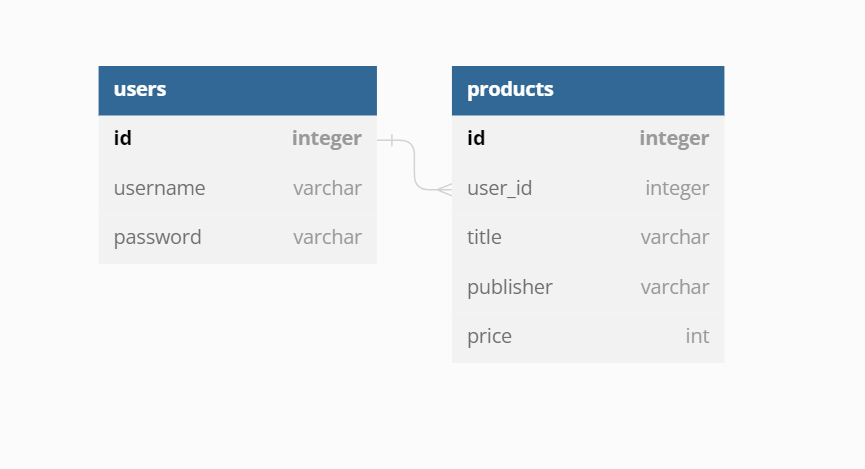 users
id integer
username varchar
password varchar
products
id integer
user_id integer
title varchar
publisher varchar
price int